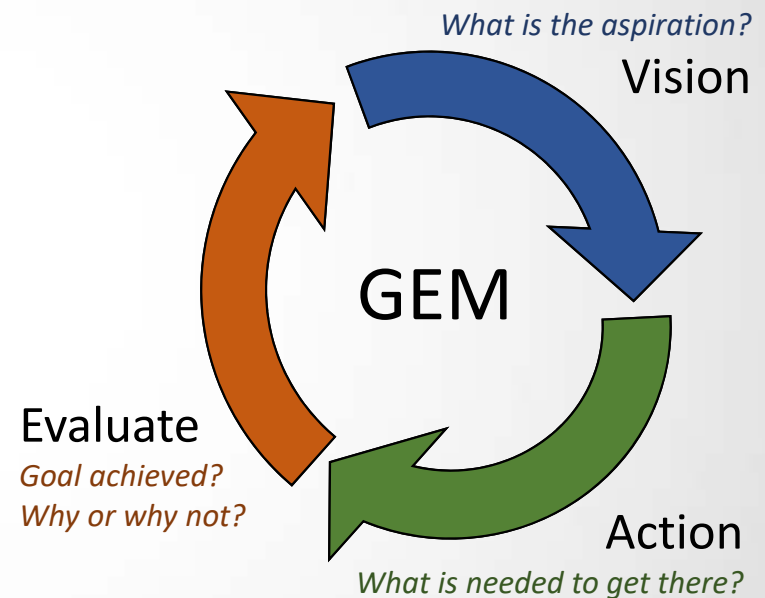 What is the aspiration?
Vision
GEM
Evaluate
Goal achieved?
Why or why not?
Action
What is needed to get there?